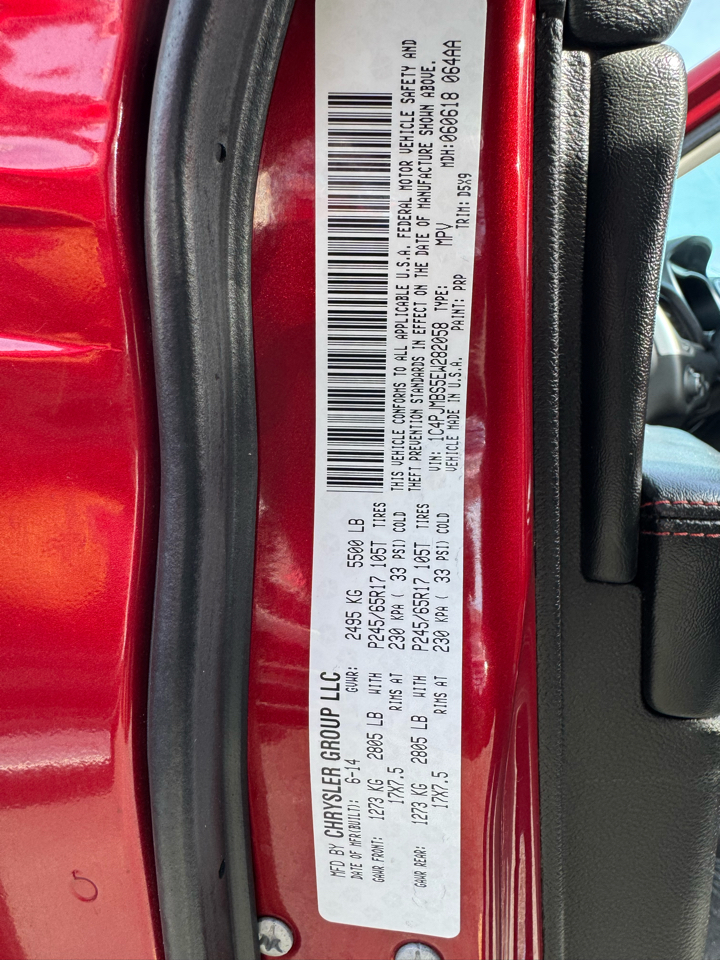 MFD BY CHRYSLER GROUP LLC
DATE OF MFR(BUILT): 6-14 GVWR: 2495 KG 5500 LB
GAWR FRONT: 1273 KG 2805 LB WITH P245/65R17 105T TIRES
17X7.5 RIMS AT 230 KPA ( 33 PSI) COLD
GAWR REAR: 1273 KG 2805 LB WITH P245/65R17 105T TIRES
17X7.5 RIMS AT 230 KPA ( 33 PSI) COLD
THIS VEHICLE CONFORMS TO ALL APPLICABLE U.S.A. FEDERAL MOTOR VEHICLE SAFETY AND
THEFT PREVENTION STANDARDS IN EFFECT ON THE DATE OF MANUFACTURE SHOWN ABOVE.
VIN: 1C4PJMBS5EW282058 TYPE: MPV MDH:060618 064AA
VEHICLE MADE IN U.S.A. PAINT: PRP TRIM: D5X9